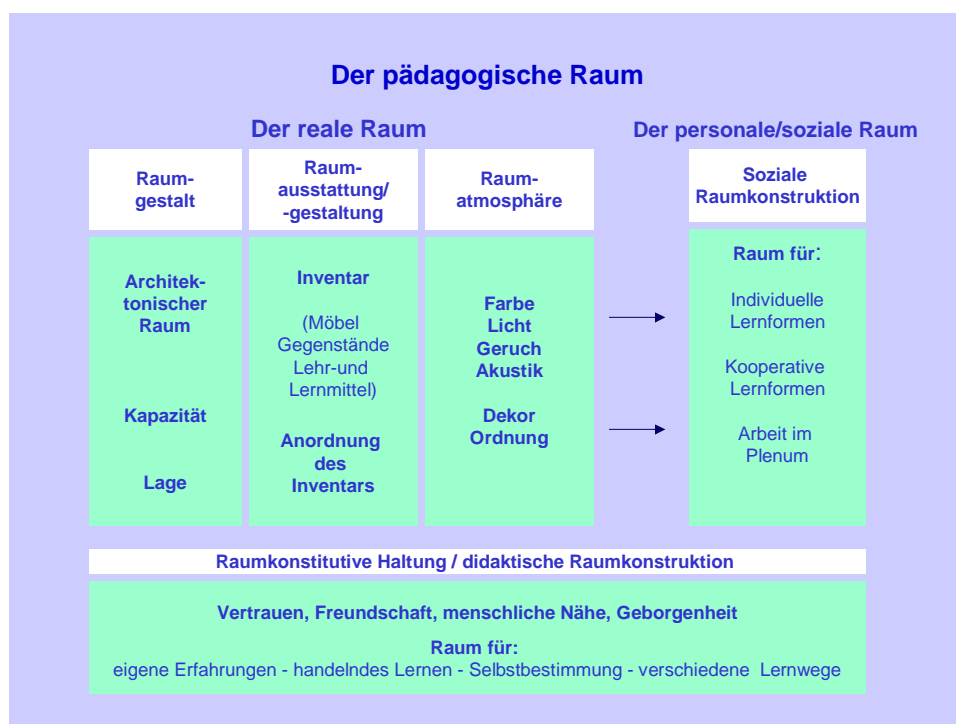 Der pädagogische Raum
Der reale Raum
Der personale/soziale Raum
Raum-
gestalt
Raum-
ausstattung/
-gestaltung
Raum-
atmosphäre
Soziale
Raumkonstruktion
Architek-
tonischer
Raum
Kapazität
Lage
Inventar
(Möbel
Gegenstände
Lehr-und
Lernmittel)
Anordnung
des
Inventars
Farbe
Licht
Geruch
Akustik
Dekor
Ordnung
Raum für:
Individuelle
Lernformen
Kooperative
Lernformen
Arbeit im
Plenum
Raumkonstitutive Haltung / didaktische Raumkonstruktion
Vertrauen, Freundschaft, menschliche Nähe, Geborgenheit
Raum für:
eigene Erfahrungen - handelndes Lernen - Selbstbestimmung - verschiedene Lernwege